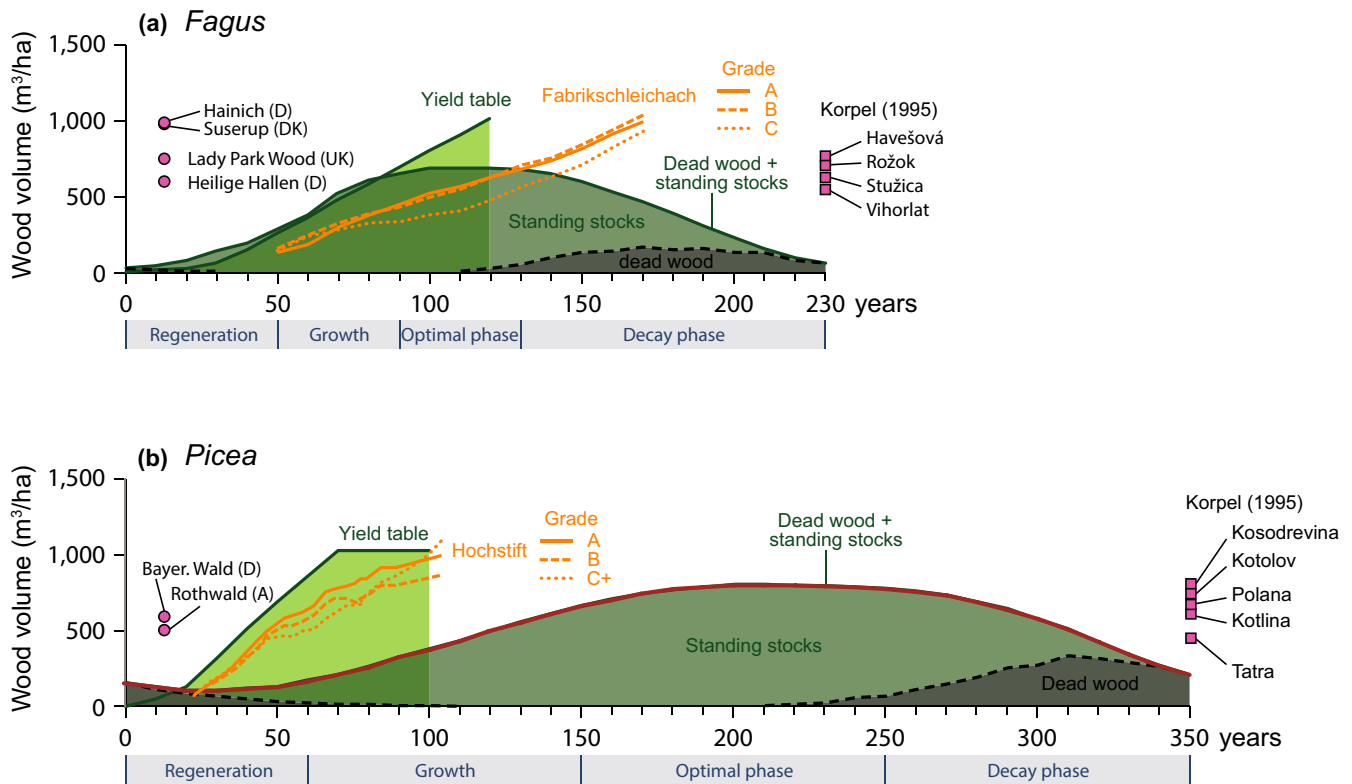 (a) Fagus
Wood volume (m³/ha)
1,500
1,000
500
0
Hainich (D)
Suserup (DK)
Lady Park Wood (UK)
Heilige Hallen (D)
Yield table
Fabrikschleichach
Grade
A
B
C
Dead wood +
standing stocks
Standing stocks
dead wood
Korpel (1995)
Havešová
Rožok
Stužica
Vihorlat
0 50 100 150 200 230 years
Regeneration Growth Optimal phase Decay phase
(b) Picea
Wood volume (m³/ha)
1,500
1,000
500
0
Bayer. Wald (D)
Rothwald (A)
Yield table
Hochstift
Grade
A
B
C+
Dead wood +
standing stocks
Standing stocks
Dead wood
Korpel (1995)
Kosodrevina
Kotolov
Polana
Kotlina
Tatra
0 50 100 150 200 250 300 350 years
Regeneration Growth Optimal phase Decay phase